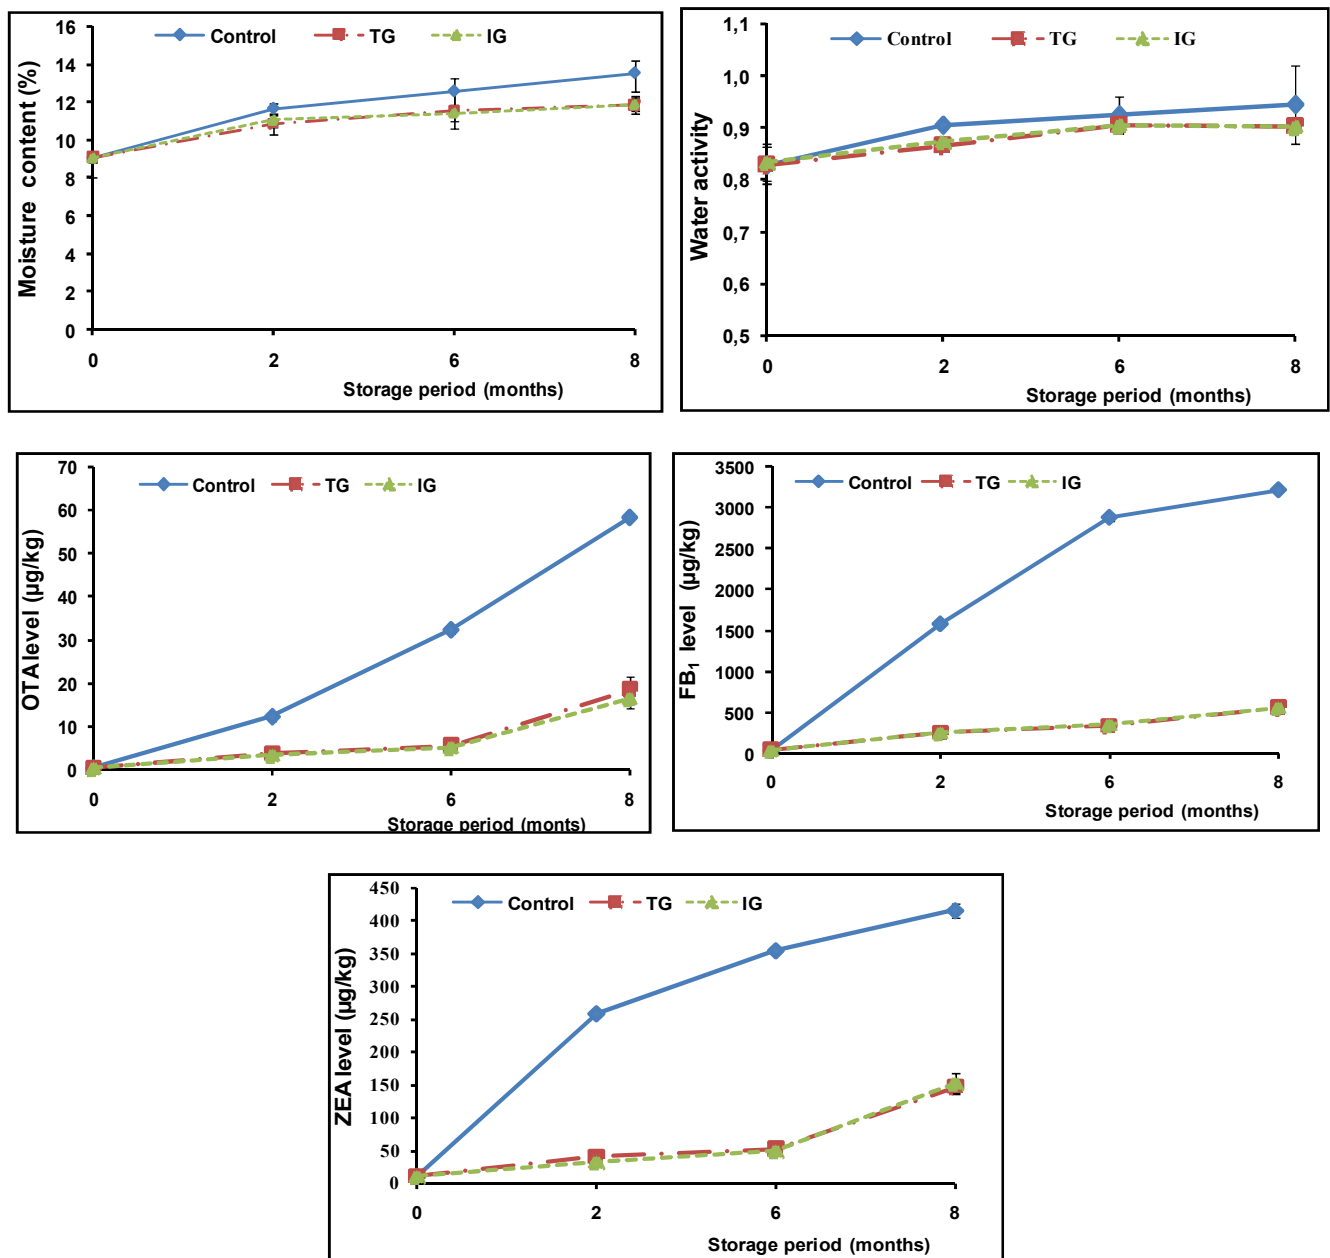 16
14
12
10
8
6
4
2
0
Moisture content (%)
Control TG IG
0 2 6 8
Storage period (months)
1,1
1,0
0,9
0,8
0,7
0,6
0,5
Water activity
Control TG IG
0 2 6 8
Storage period (months)
70
60
50
40
30
20
10
0
OTA level (µg/kg)
Control TG IG
0 2 6 8
Storage period (monts)
3500
3000
2500
2000
1500
1000
500
0
FB₁ level (µg/kg)
Control TG IG
0 2 6 8
Storage period (months)
450
400
350
300
250
200
150
100
50
0
ZEA level (µg/kg)
Control TG IG
0 2 6 8
Storage period (months)